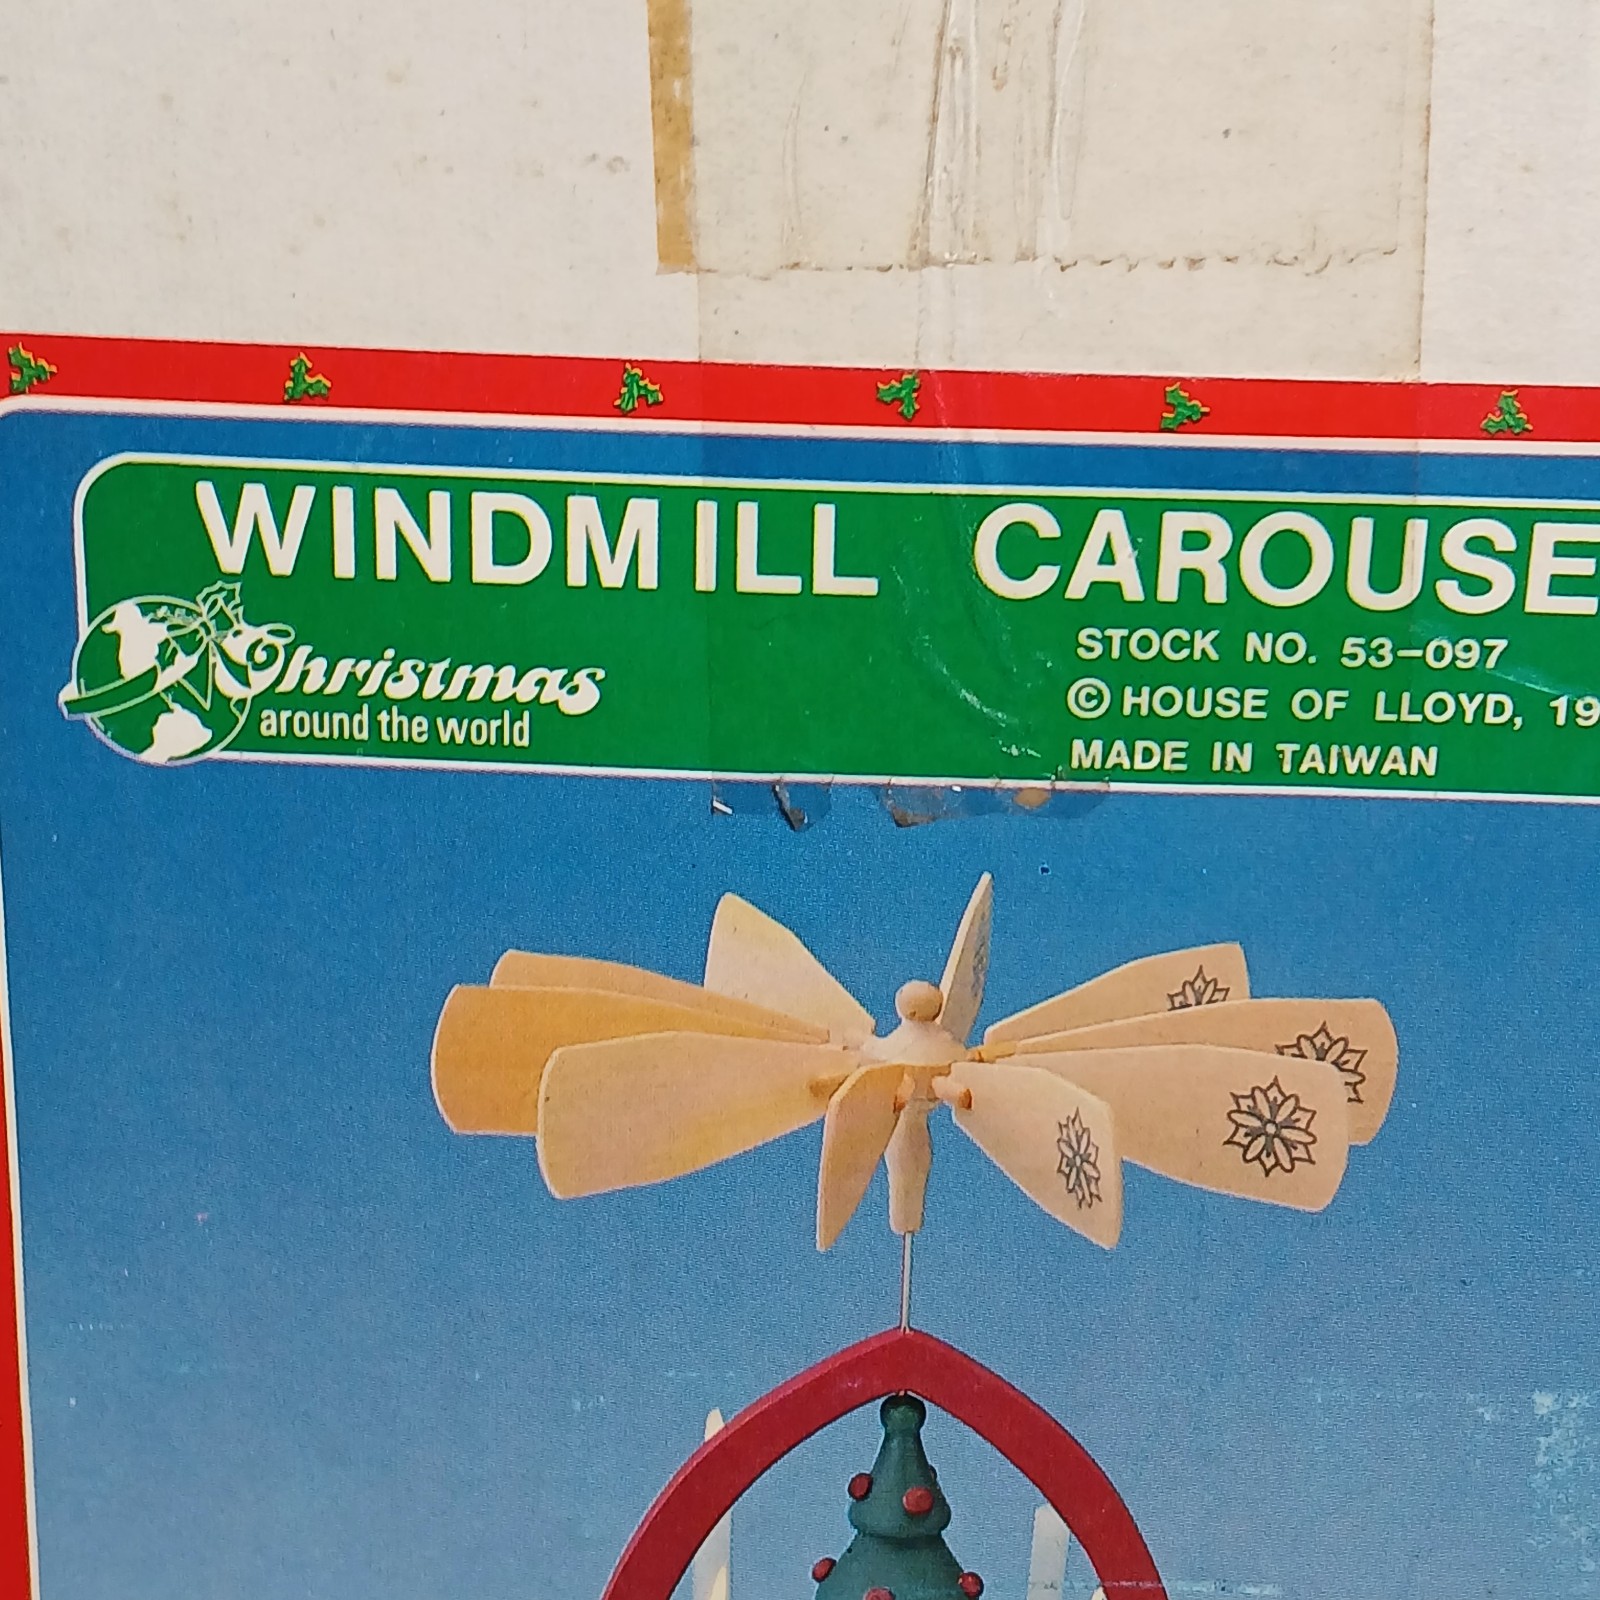 WINDMILL CAROUSE
Christmas
around the world
STOCK NO. 53-097
© HOUSE OF LLOYD, 19
MADE IN TAIWAN